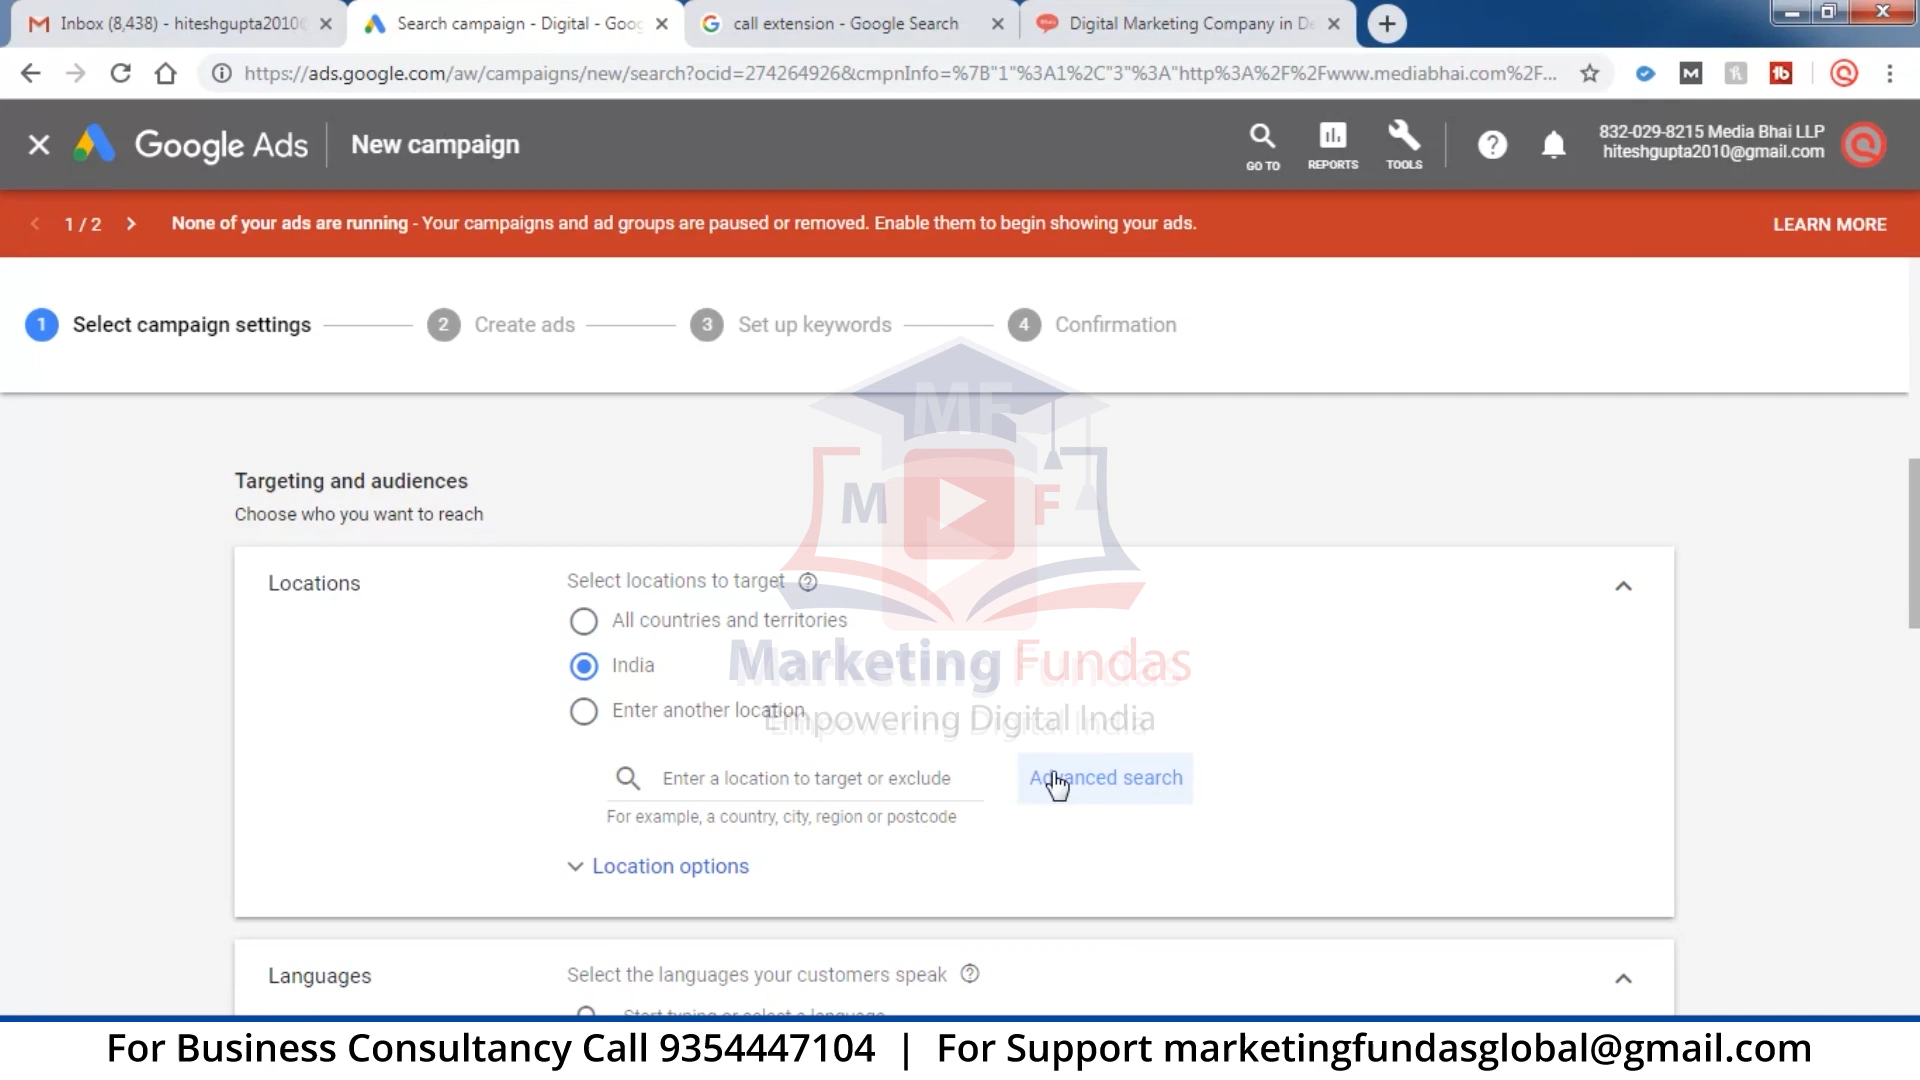 Inbox (8,438) - hiteshgupta2010@
Search campaign - Digital - Goog
call extension - Google Search
Digital Marketing Company in De
https://ads.google.com/aw/campaigns/new/search?ocid=274264926&cmpnInfo=%7B"1"%3A1%2C"3"%3A"http%3A%2F%2Fwww.mediabhai.com%2F...
Google Ads
New campaign
GO TO
REPORTS
TOOLS
832-029-8215 Media Bhai LLP
hiteshgupta2010@gmail.com
1 / 2
None of your ads are running - Your campaigns and ad groups are paused or removed. Enable them to begin showing your ads.
LEARN MORE
1 Select campaign settings
2 Create ads
3 Set up keywords
4 Confirmation
MF
M F
Marketing Fundas
Empowering Digital India
Targeting and audiences
Choose who you want to reach
Locations
Select locations to target
All countries and territories
India
Enter another location
Enter a location to target or exclude
Advanced search
For example, a country, city, region or postcode
Location options
Languages
Select the languages your customers speak
Start typing or select a language
For Business Consultancy Call 9354447104 | For Support marketingfundasglobal@gmail.com